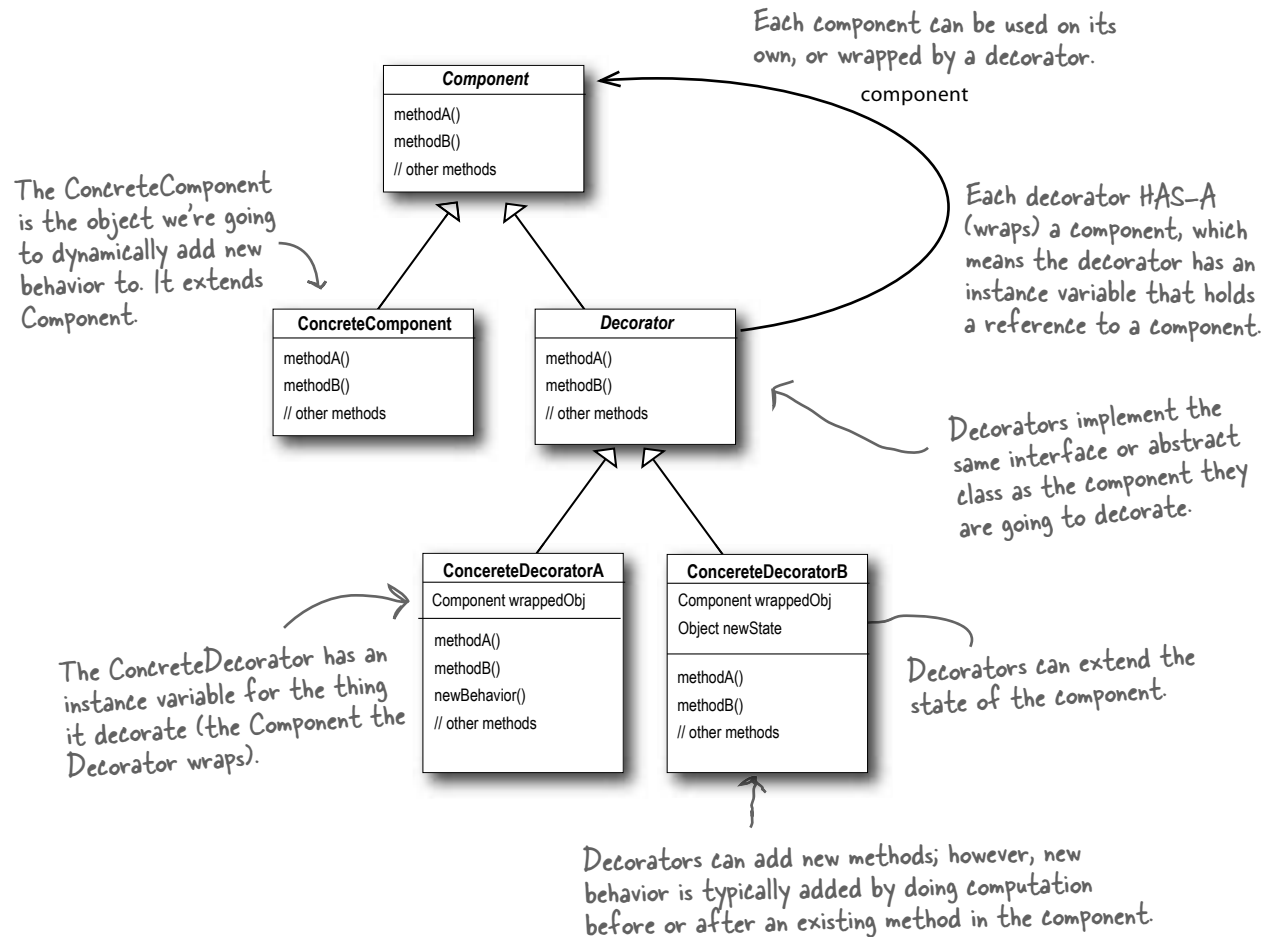 Each component can be used on its
own, or wrapped by a decorator.
component
Component
methodA()
methodB()
// other methods
The ConcreteComponent
is the object we're going
to dynamically add new
behavior to. It extends
Component.
Each decorator HAS-A
(wraps) a component, which
means the decorator has an
instance variable that holds
a reference to a component.
ConcreteComponent
methodA()
methodB()
// other methods
Decorator
methodA()
methodB()
// other methods
Decorators implement the
same interface or abstract
class as the component they
are going to decorate.
ConcereteDecoratorA
Component wrappedObj
methodA()
methodB()
newBehavior()
// other methods
ConcereteDecoratorB
Component wrappedObj
Object newState
methodA()
methodB()
// other methods
The ConcreteDecorator has an
instance variable for the thing
it decorate (the Component the
Decorator wraps).
Decorators can extend the
state of the component.
Decorators can add new methods; however, new
behavior is typically added by doing computation
before or after an existing method in the component.